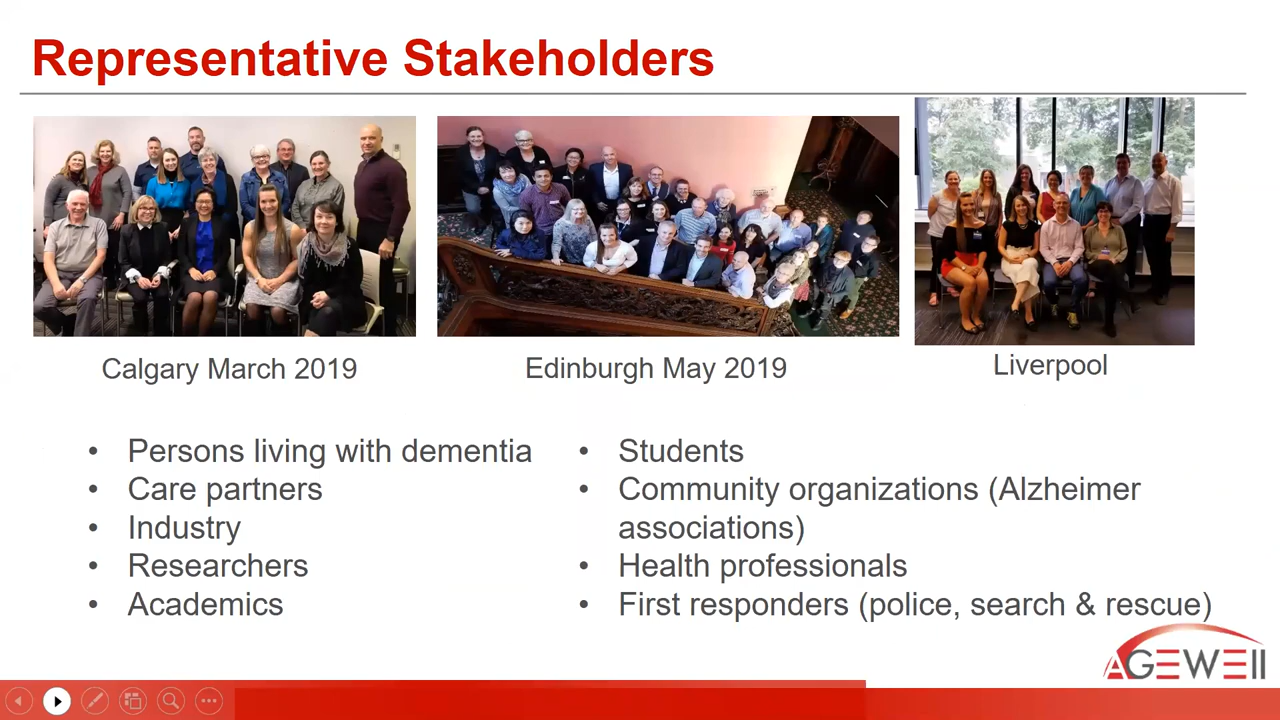 Representative Stakeholders
Calgary March 2019
Edinburgh May 2019
Liverpool
• Persons living with dementia
• Care partners
• Industry
• Researchers
• Academics
• Students
• Community organizations (Alzheimer
associations)
• Health professionals
• First responders (police, search & rescue)
AGEWEll